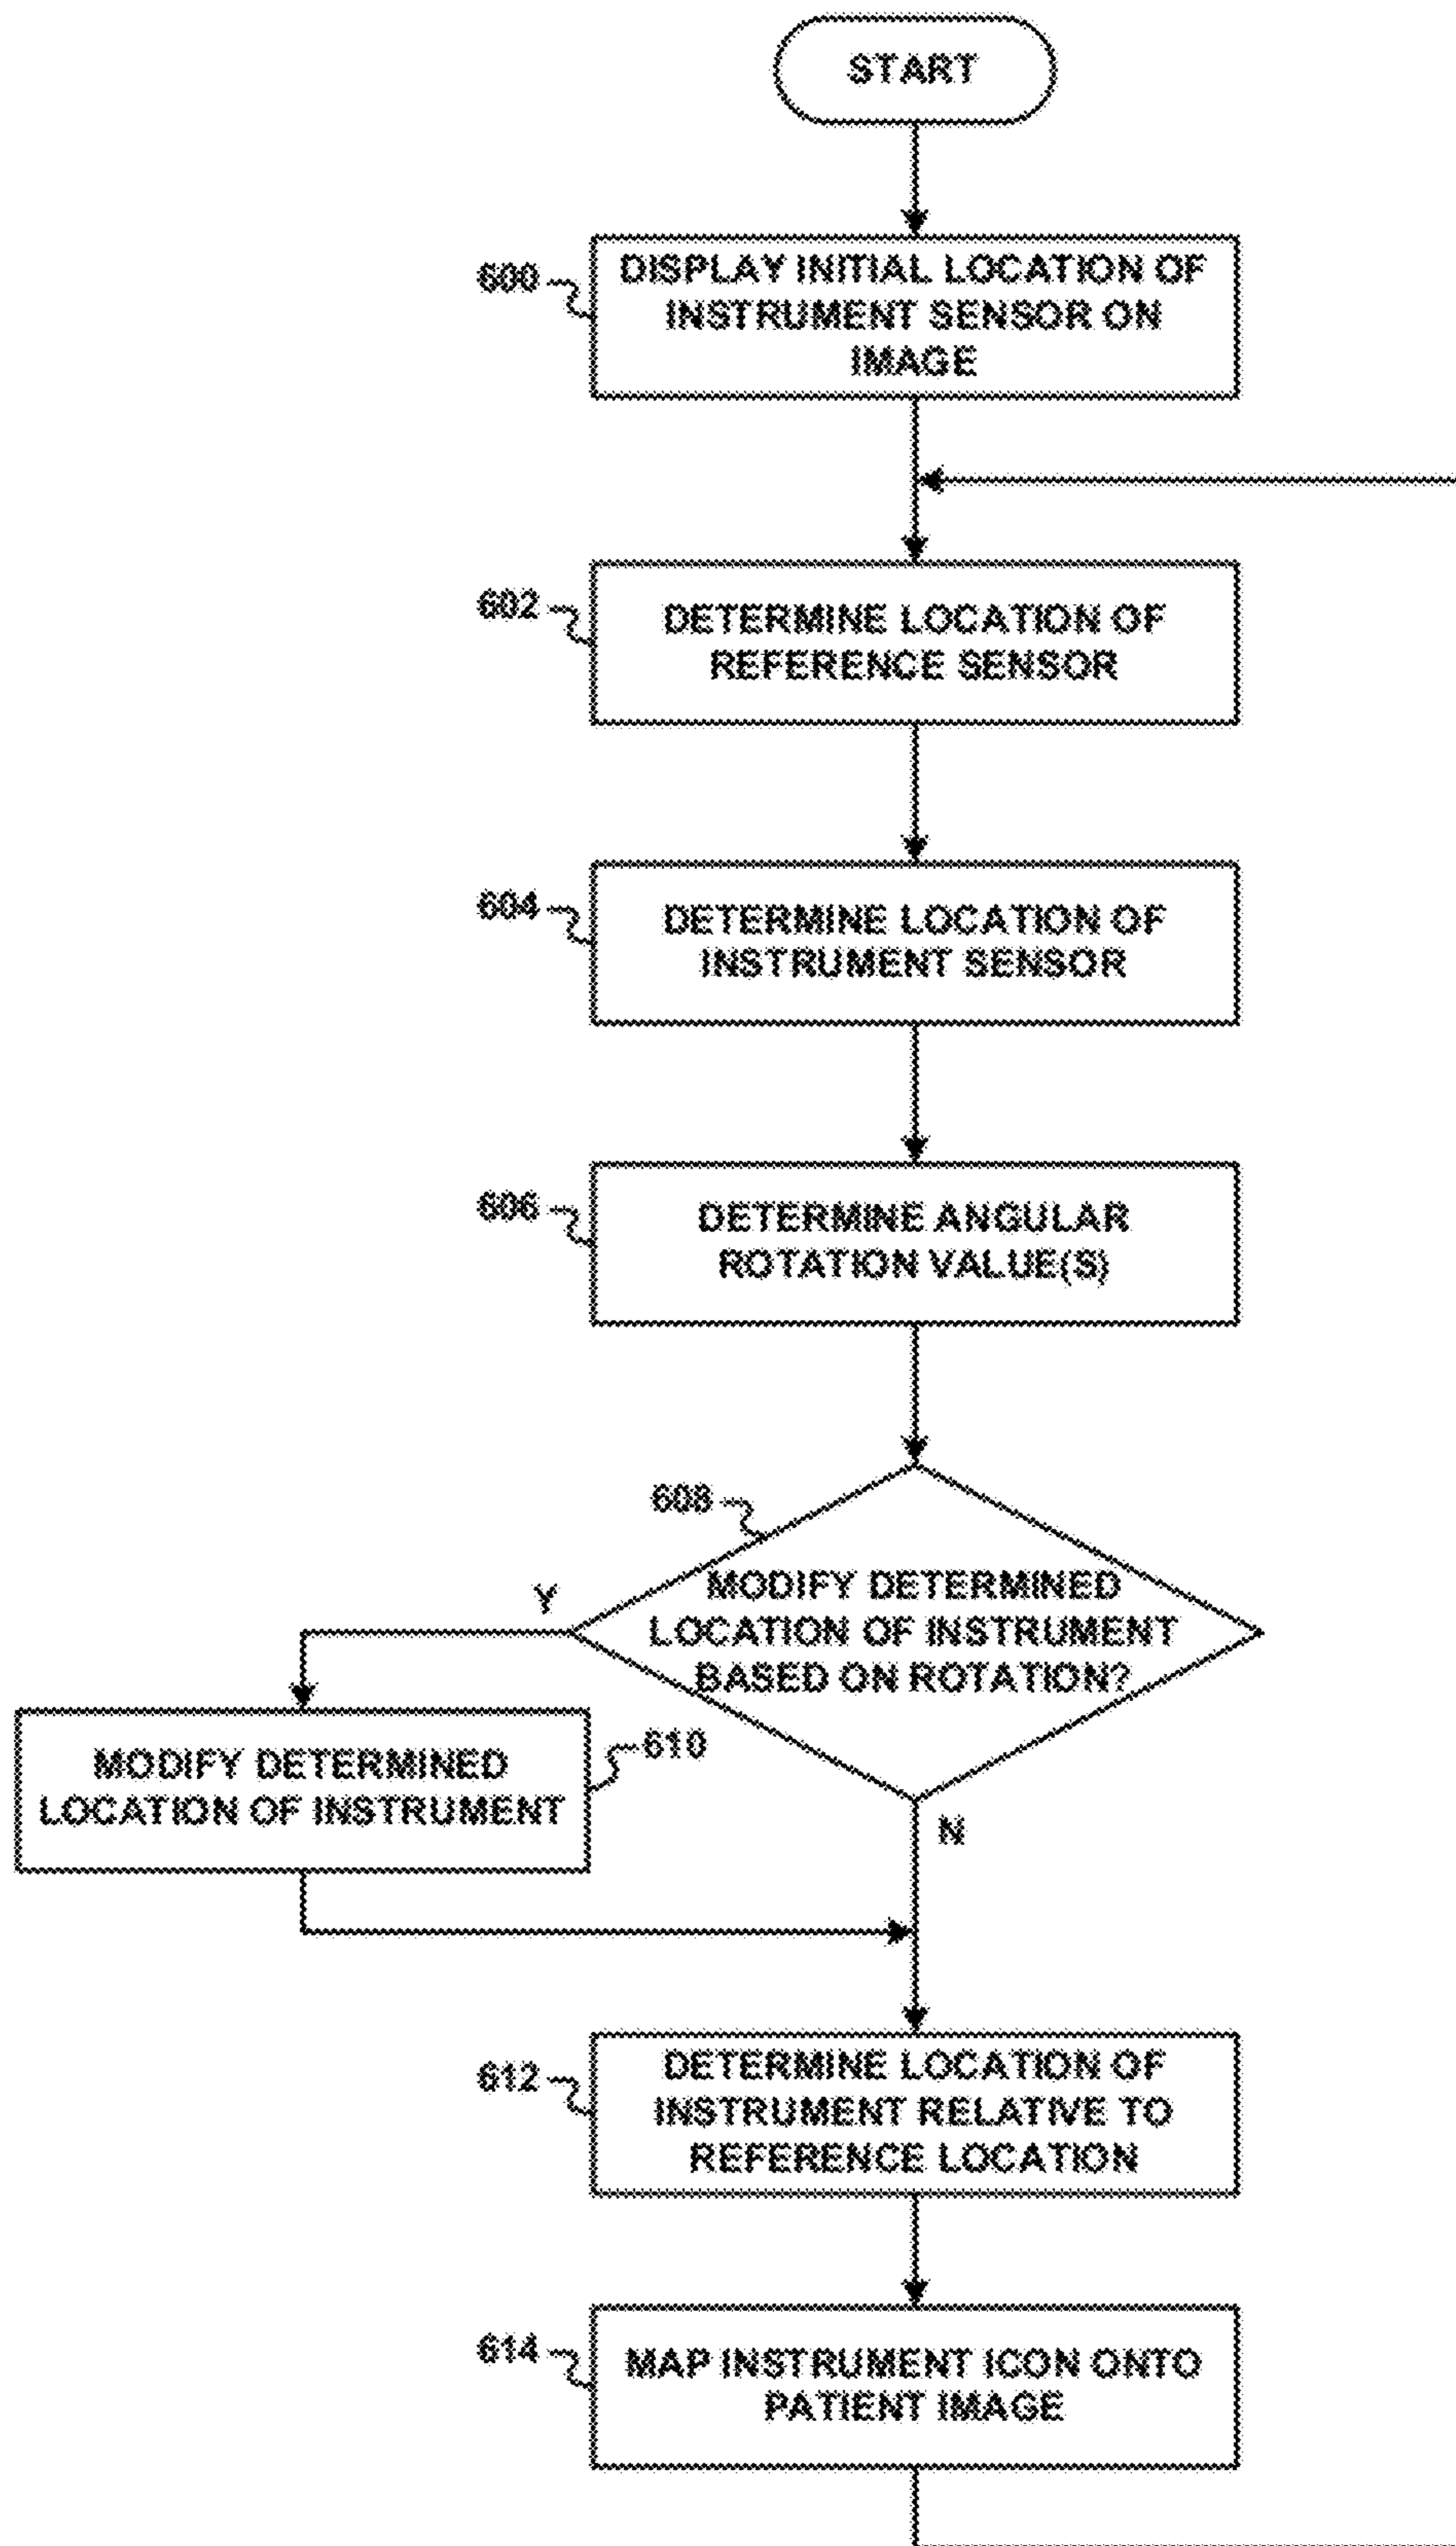 START
600
DISPLAY INITIAL LOCATION OF
INSTRUMENT SENSOR ON
IMAGE
602
DETERMINE LOCATION OF
REFERENCE SENSOR
604
DETERMINE LOCATION OF
INSTRUMENT SENSOR
606
DETERMINE ANGULAR
ROTATION VALUE(S)
608
MODIFY DETERMINED
LOCATION OF INSTRUMENT
BASED ON ROTATION?
Y
610
MODIFY DETERMINED
LOCATION OF INSTRUMENT
N
612
DETERMINE LOCATION OF
INSTRUMENT RELATIVE TO
REFERENCE LOCATION
614
MAP INSTRUMENT ICON ONTO
PATIENT IMAGE